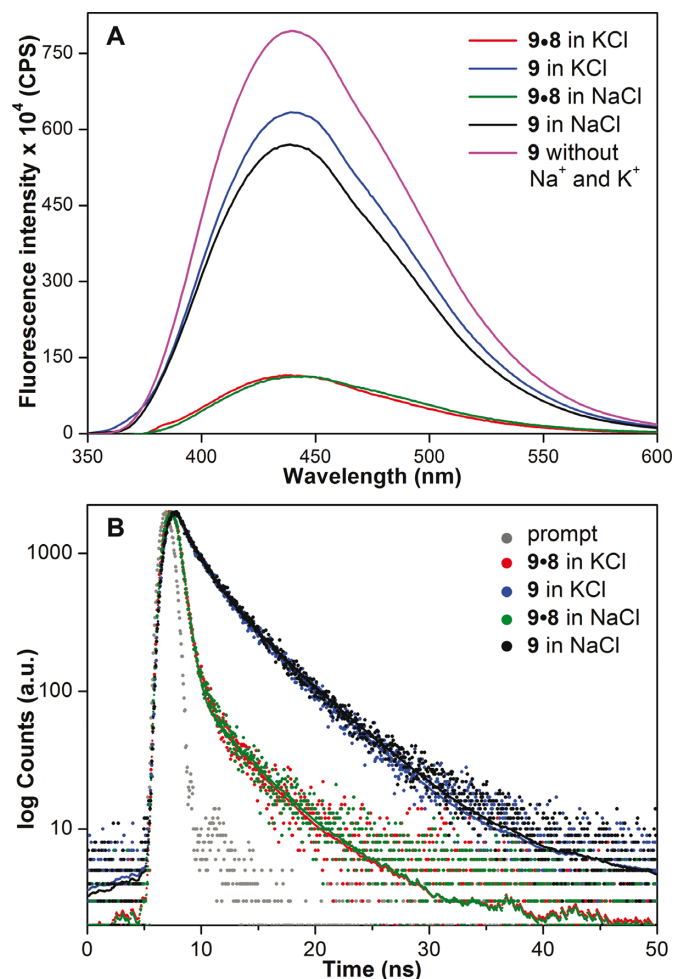 A
9•8 in KCl
9 in KCl
9•8 in NaCl
9 in NaCl
9 without
Na⁺ and K⁺
Fluorescence intensity x 10⁴ (CPS)
750
600
450
300
150
0
350 400 450 500 550 600
Wavelength (nm)
B
prompt
9•8 in KCl
9 in KCl
9•8 in NaCl
9 in NaCl
log Counts (a.u.)
1000
100
10
0 10 20 30 40 50
Time (ns)